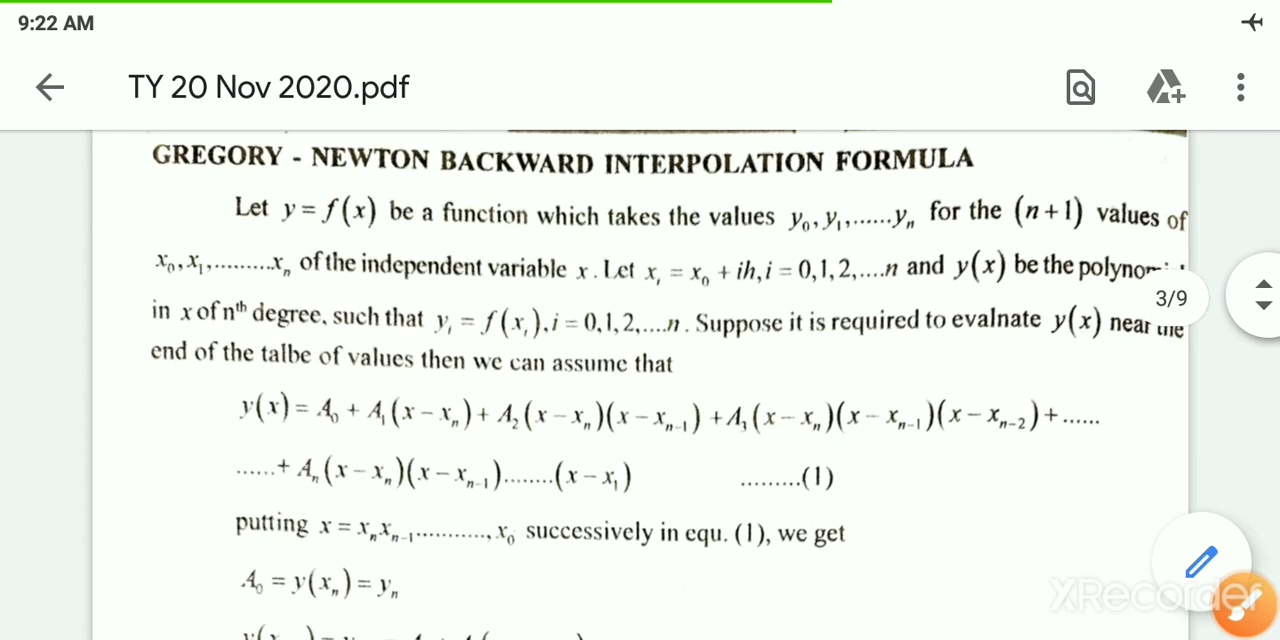 9:22 AM
TY 20 Nov 2020.pdf
GREGORY - NEWTON BACKWARD INTERPOLATION FORMULA
Let y = f(x) be a function which takes the values y₀, y₁,......yₙ for the (n+1) values of
x₀, x₁,.........xₙ of the independent variable x. Let xᵢ = x₀ + ih, i = 0,1,2,....n and y(x) be the
3/9
in x of nᵗʰ degree, such that yᵢ = f(xᵢ), i = 0,1,2,....n. Suppose it is required to evalnate y(x) near the
end of the talbe of values then we can assume that
y(x) = A₀ + A₁(x − xₙ) + A₂(x − xₙ)(x − xₙ₋₁) + A₃(x − xₙ)(x − xₙ₋₁)(x − xₙ₋₂) + ......
......+ Aₙ(x − xₙ)(x − xₙ₋₁)........(x − x₁) .........(1)
putting x = xₙxₙ₋₁............, x₀ successively in equ. (1), we get
A₀ = y(xₙ) = yₙ
XRecorder